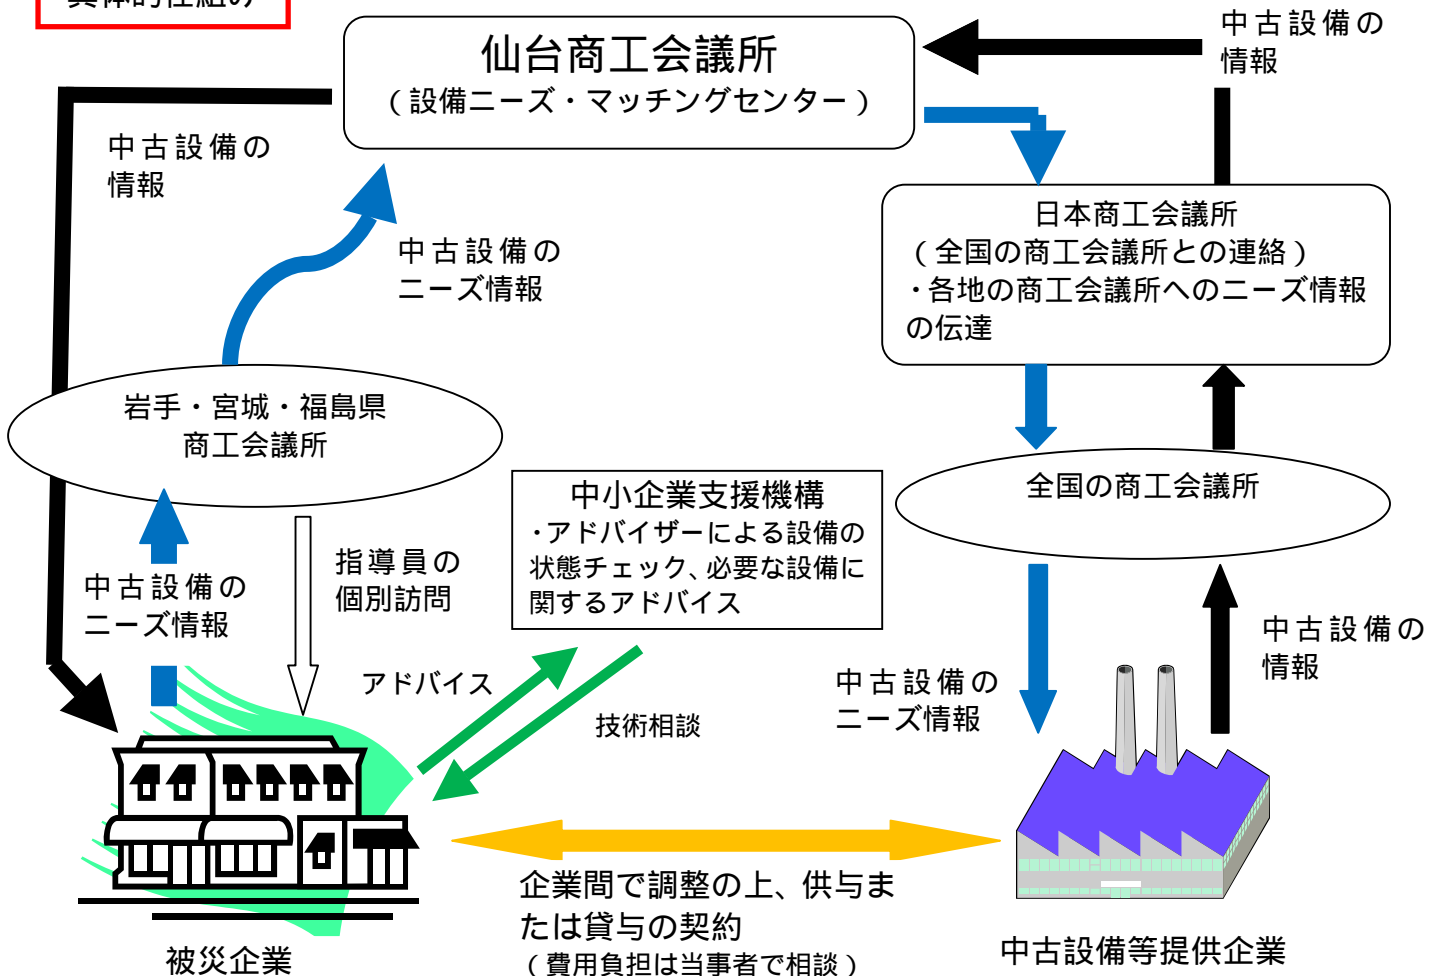 具体的仕組み
仙台商工会議所
（設備ニーズ・マッチングセンター）
中古設備の
情報
中古設備の
情報
中古設備の
ニーズ情報
日本商工会議所
（全国の商工会議所との連絡）
・各地の商工会議所へのニーズ情報
の伝達
岩手・宮城・福島県
商工会議所
全国の商工会議所
中小企業支援機構
・アドバイザーによる設備の
状態チェック、必要な設備に
関するアドバイス
指導員の
個別訪問
中古設備の
ニーズ情報
アドバイス
技術相談
中古設備の
ニーズ情報
中古設備の
情報
企業間で調整の上、供与ま
たは貸与の契約
（費用負担は当事者で相談）
被災企業
中古設備等提供企業